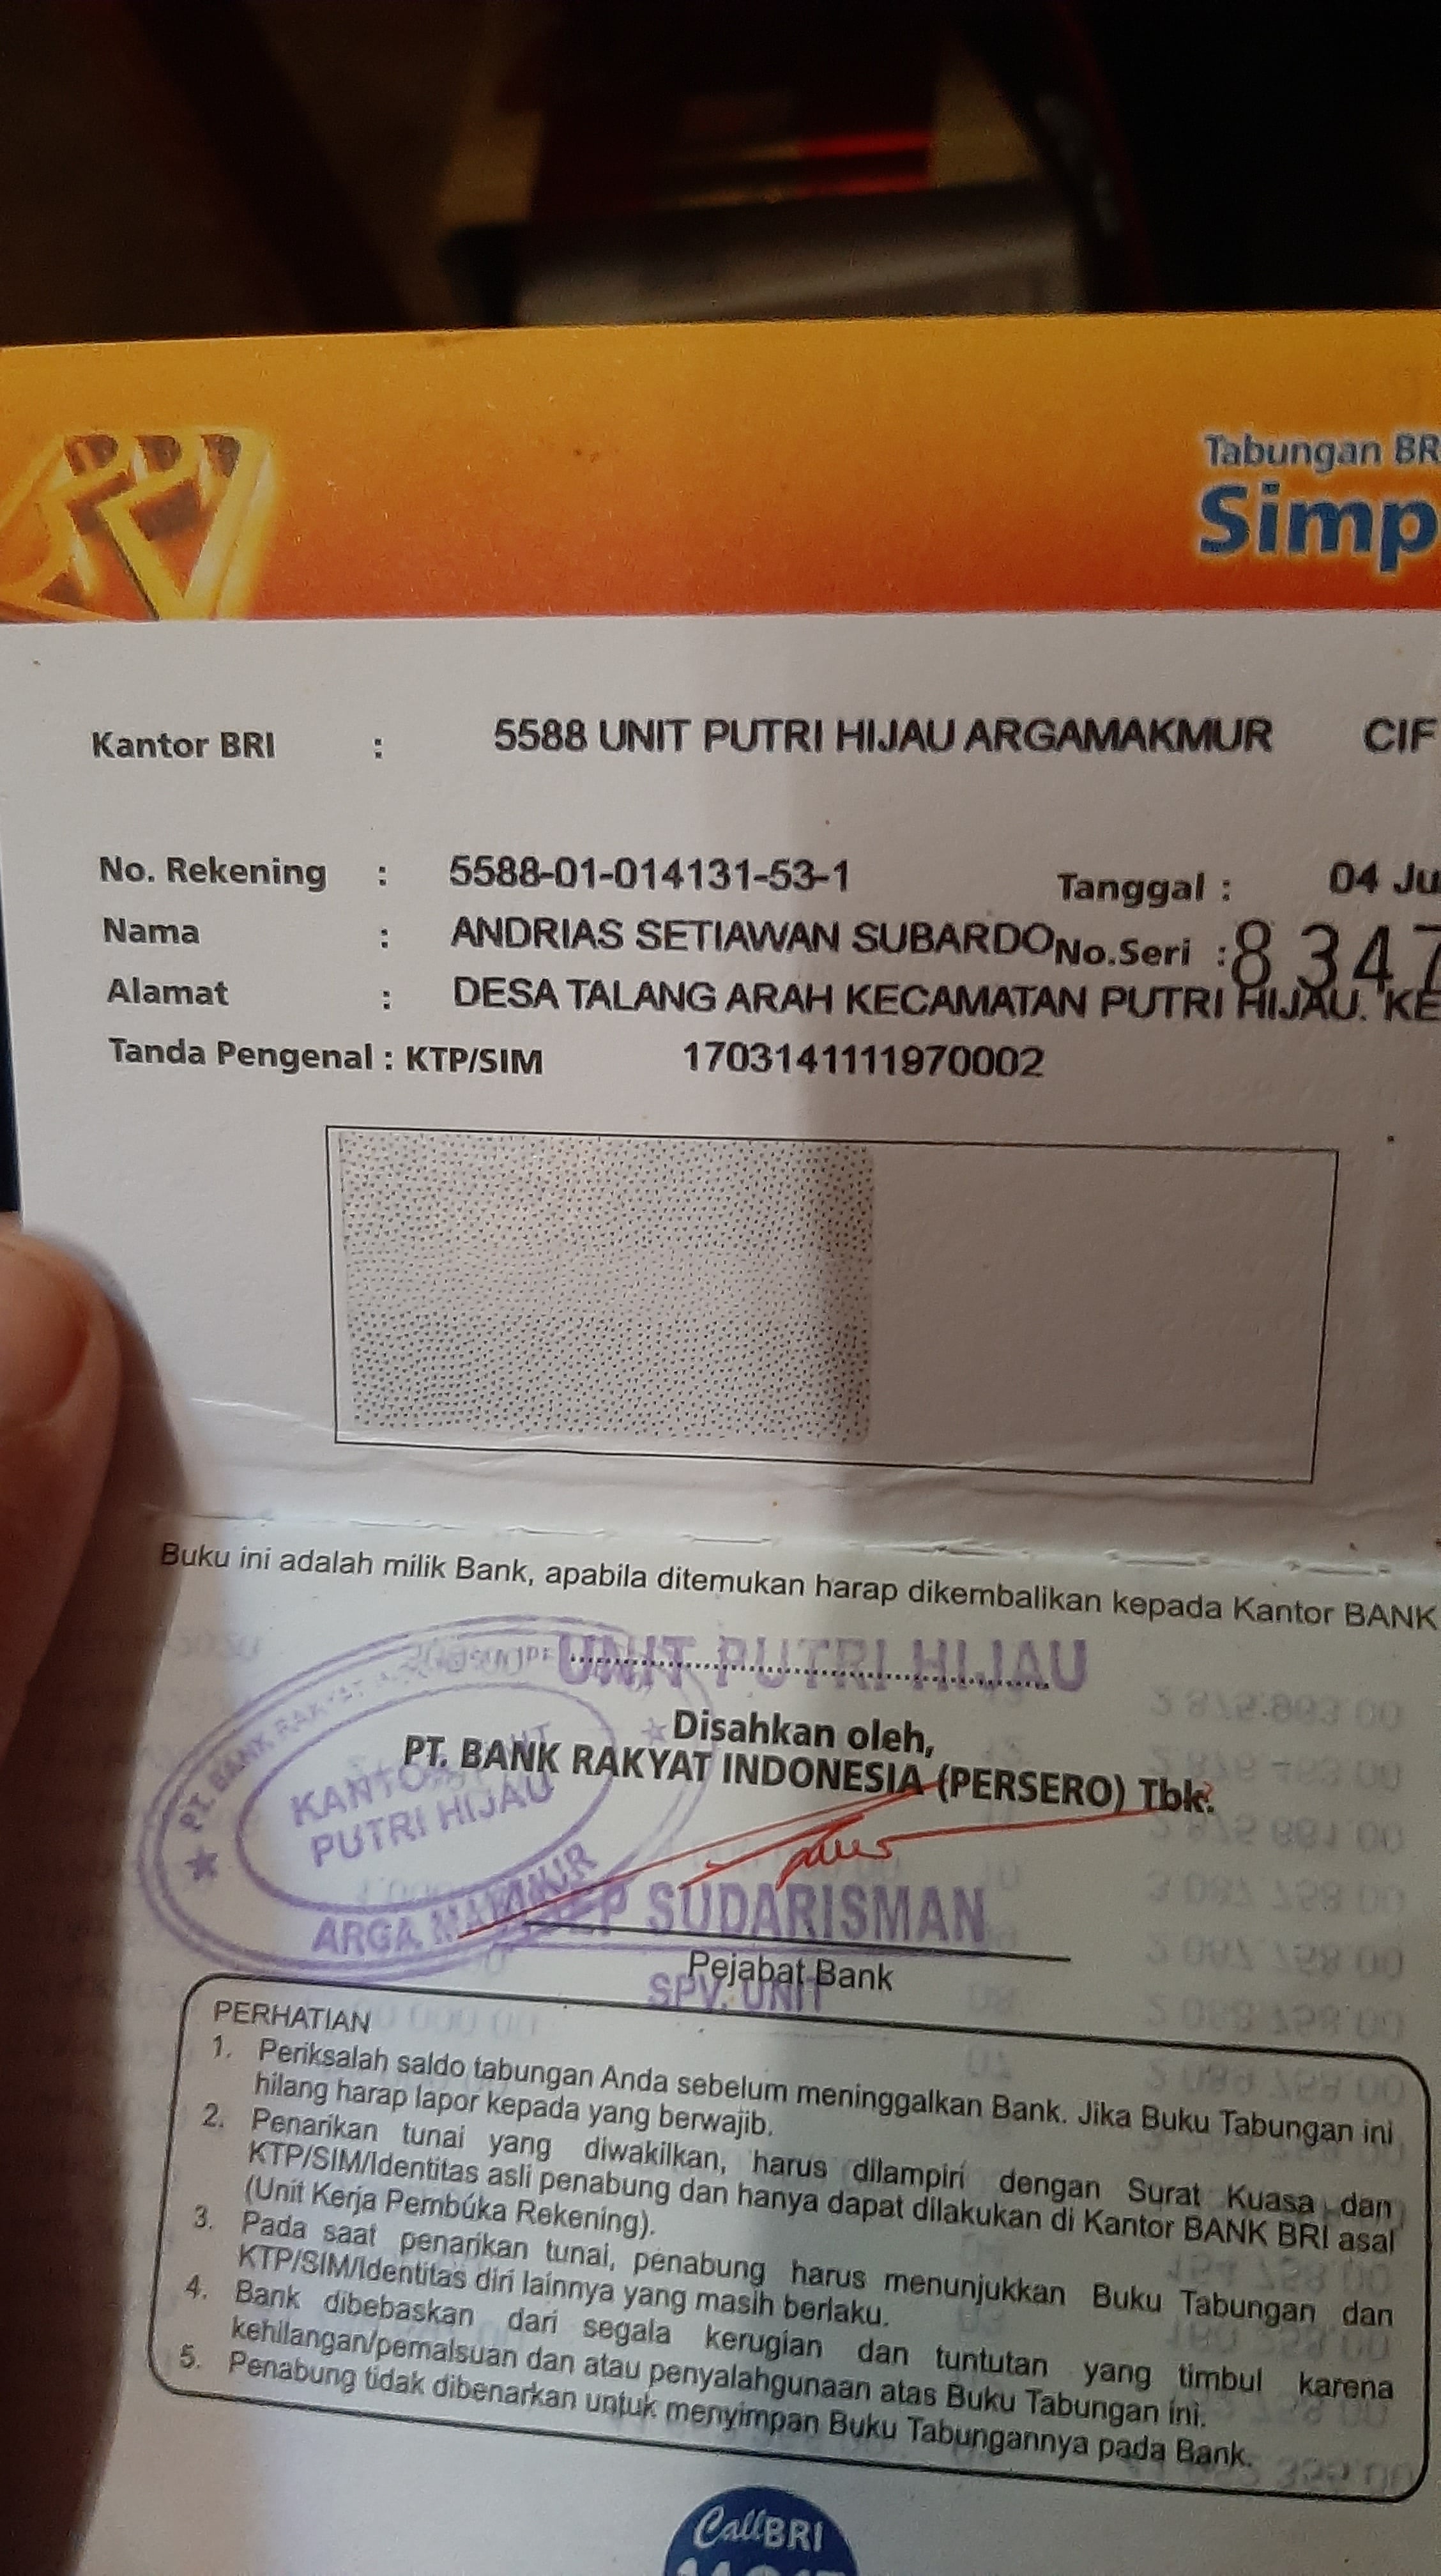 BRI
Tabungan BR
Simp
Kantor BRI : 5588 UNIT PUTRI HIJAU ARGAMAKMUR CIF
No. Rekening : 5588-01-014131-53-1 Tanggal : 04 Ju
Nama : ANDRIAS SETIAWAN SUBARDO No.Seri : 8347
Alamat : DESA TALANG ARAH KECAMATAN PUTRI HIJAU. KE
Tanda Pengenal : KTP/SIM 1703141111970002
Buku ini adalah milik Bank, apabila ditemukan harap dikembalikan kepada Kantor BANK
UNIT PUTRI HIJAU
Disahkan oleh,
PT. BANK RAKYAT INDONESIA (PERSERO) Tbk.
PT. BANK RAKYAT
PUTRI HIJAU
ARGA MAKMUR
SUDARISMAN
Pejabat Bank
SPV. UNIT
PERHATIAN
1. Periksalah saldo tabungan Anda sebelum meninggalkan Bank. Jika Buku Tabungan ini
hilang harap lapor kepada yang berwajib.
2. Penarikan tunai yang diwakilkan, harus dilampiri dengan Surat Kuasa dan
KTP/SIM/Identitas asli penabung dan hanya dapat dilakukan di Kantor BANK BRI asal
(Unit Kerja Pembuka Rekening).
3. Pada saat penarikan tunai, penabung harus menunjukkan Buku Tabungan dan
KTP/SIM/Identitas diri lainnya yang masih berlaku.
4. Bank dibebaskan dari segala kerugian dan tuntutan yang timbul karena
kehilangan/pemalsuan dan atau penyalahgunaan atas Buku Tabungan ini.
5. Penabung tidak dibenarkan untuk menyimpan Buku Tabungannya pada Bank.
CallBRI